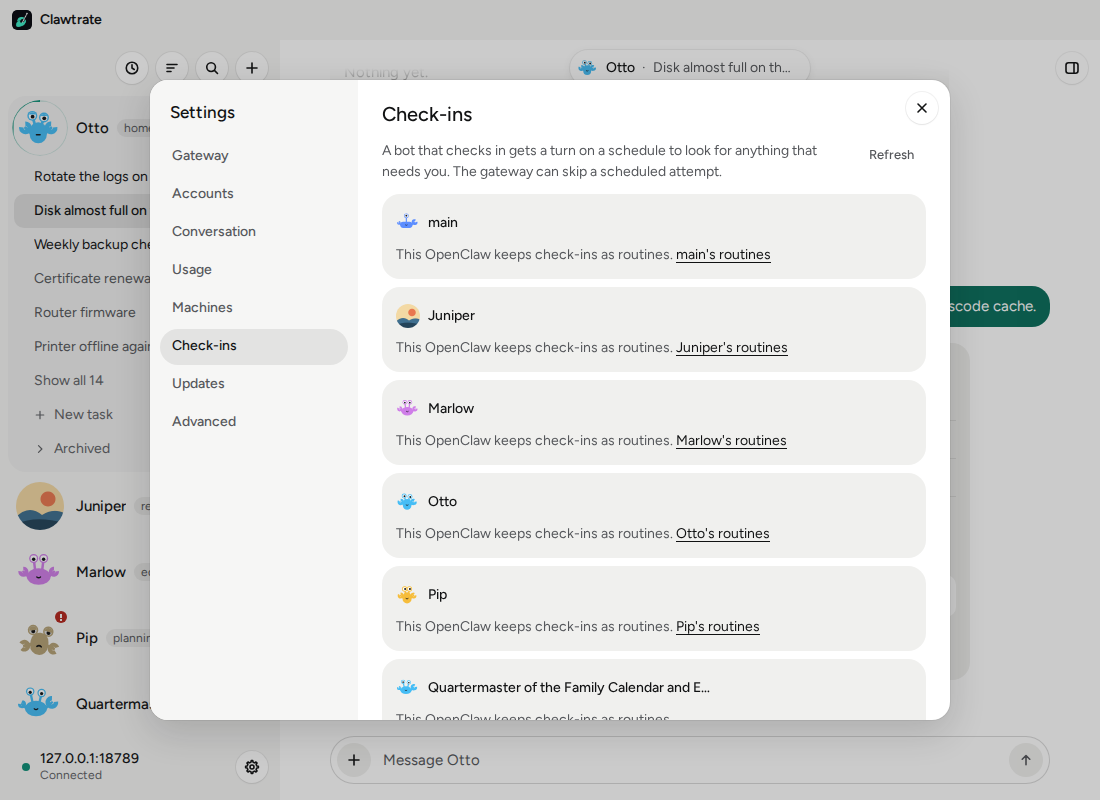 Clawtrate
Nothing yet.
Otto · Disk almost full on th...
Otto
Rotate the logs on
Disk almost full on
Weekly backup
Certificate
Router firmware
Printer offline
Show all 14
New task
Archived
Juniper
Marlow
Pip
127.0.0.1:18789
Connected
Settings
Gateway
Accounts
Conversation
Usage
Machines
Check-ins
Updates
Advanced
Check-ins
A bot that checks in gets a turn on a schedule to look for anything that
needs you. The gateway can skip a scheduled attempt.
Refresh
main
This OpenClaw keeps check-ins as routines. main's routines
Juniper
This OpenClaw keeps check-ins as routines. Juniper's routines
Marlow
This OpenClaw keeps check-ins as routines. Marlow's routines
Otto
This OpenClaw keeps check-ins as routines. Otto's routines
Pip
This OpenClaw keeps check-ins as routines. Pip's routines
Quartermaster of the Family Calendar and E...
This OpenClaw keeps check-ins as routines.
cache.
Message Otto